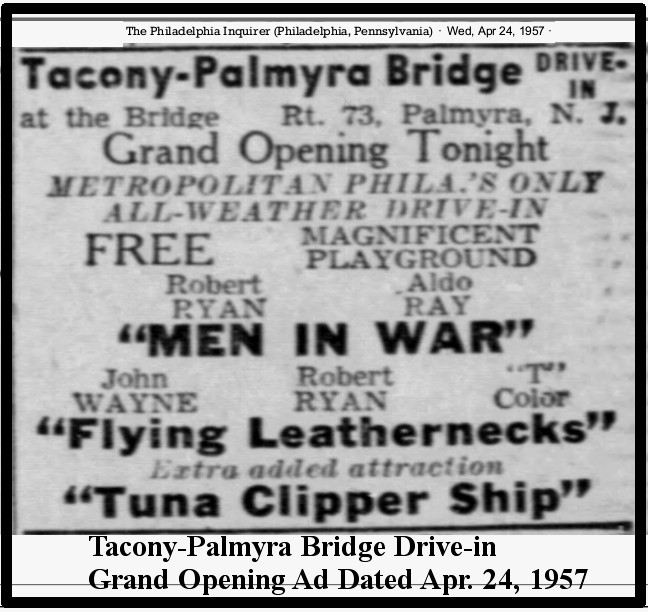 The Philadelphia Inquirer (Philadelphia, Pennsylvania) · Wed, Apr 24, 1957 ·
Tacony-Palmyra Bridge DRIVE-IN
at the Bridge Rt. 73, Palmyra, N. J.
Grand Opening Tonight
METROPOLITAN PHILA.'S ONLY
ALL-WEATHER DRIVE-IN
FREE MAGNIFICENT PLAYGROUND
Robert RYAN Aldo RAY
"MEN IN WAR"
John WAYNE Robert RYAN "T" Color
"Flying Leathernecks"
Extra added attraction
"Tuna Clipper Ship"
Tacony-Palmyra Bridge Drive-in
Grand Opening Ad Dated Apr. 24, 1957